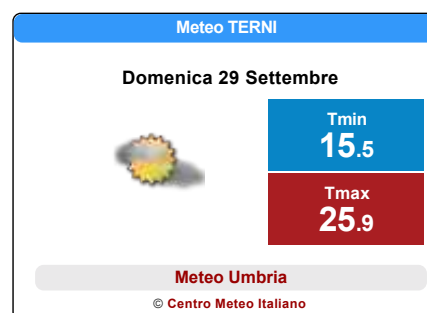 Meteo TERNI
Domenica 29 Settembre
Tmin
15.5
Tmax
25.9
Meteo Umbria
© Centro Meteo Italiano